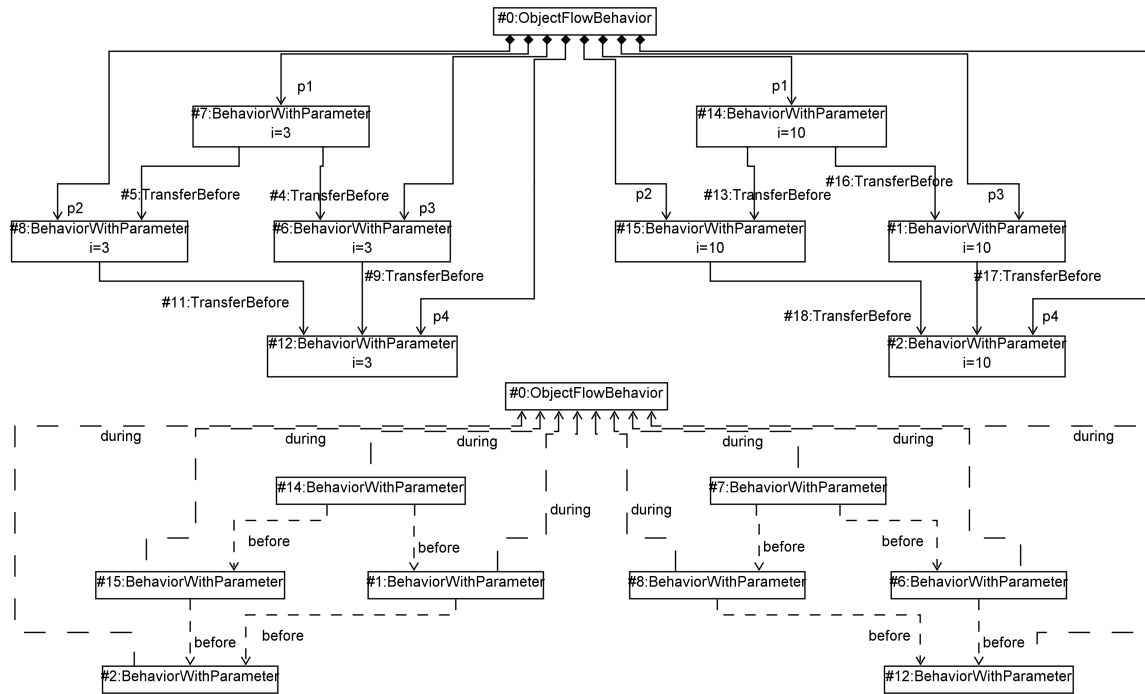 #0:ObjectFlowBehavior
p1
p1
#7:BehaviorWithParameter
i=3
#14:BehaviorWithParameter
i=10
#5:TransferBefore
#4:TransferBefore
#13:TransferBefore
#16:TransferBefore
p2
p3
p2
p3
#8:BehaviorWithParameter
i=3
#6:BehaviorWithParameter
i=3
#15:BehaviorWithParameter
i=10
#1:BehaviorWithParameter
i=10
#9:TransferBefore
#17:TransferBefore
#11:TransferBefore
p4
#18:TransferBefore
p4
#12:BehaviorWithParameter
i=3
#2:BehaviorWithParameter
i=10
#0:ObjectFlowBehavior
during
during
during
during
during
during
#14:BehaviorWithParameter
#7:BehaviorWithParameter
during
during
before
before
before
before
#15:BehaviorWithParameter
#1:BehaviorWithParameter
#8:BehaviorWithParameter
#6:BehaviorWithParameter
before
before
before
before
#2:BehaviorWithParameter
#12:BehaviorWithParameter